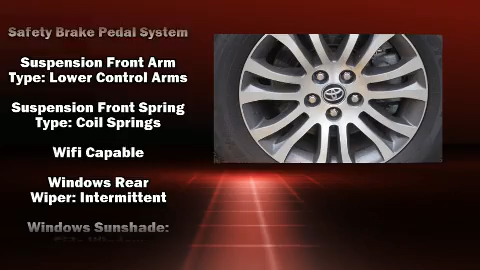 Safety Brake Pedal System
Suspension Front Arm
Type: Lower Control Arms
Suspension Front Spring
Type: Coil Springs
Wifi Capable
Windows Rear
Wiper: Intermittent
Windows Sunshade: